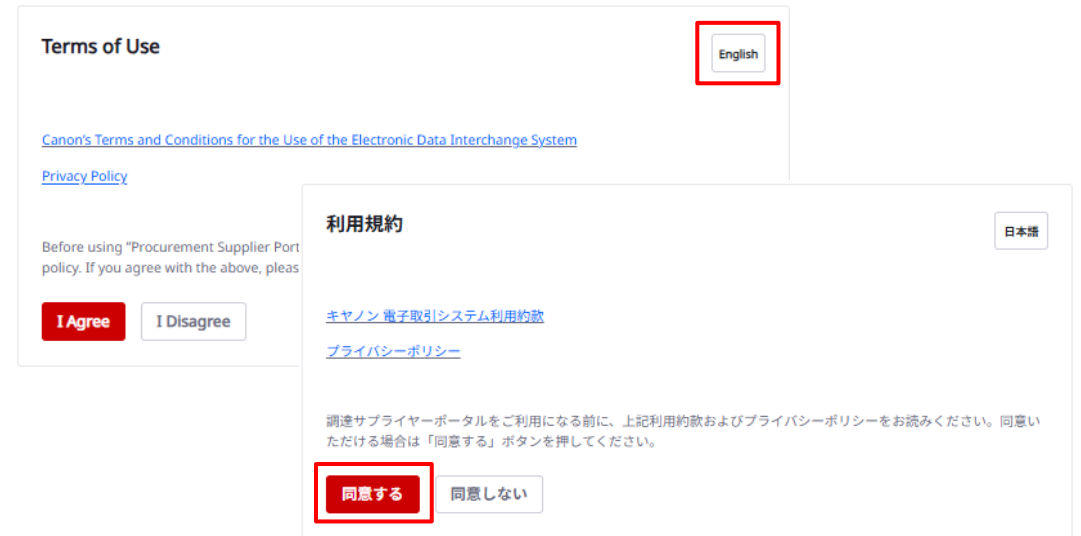 Terms of Use
English
Canon's Terms and Conditions for the Use of the Electronic Data Interchange System
Privacy Policy
Before using "Procurement Supplier Port
policy. If you agree with the above, pleas
I Agree
I Disagree
利用規約
日本語
キヤノン 電子取引システム利用約款
プライバシーポリシー
調達サプライヤーポータルをご利用になる前に、上記利用約款およびプライバシーポリシーをお読みください。同意い
ただける場合は「同意する」ボタンを押してください。
同意する
同意しない